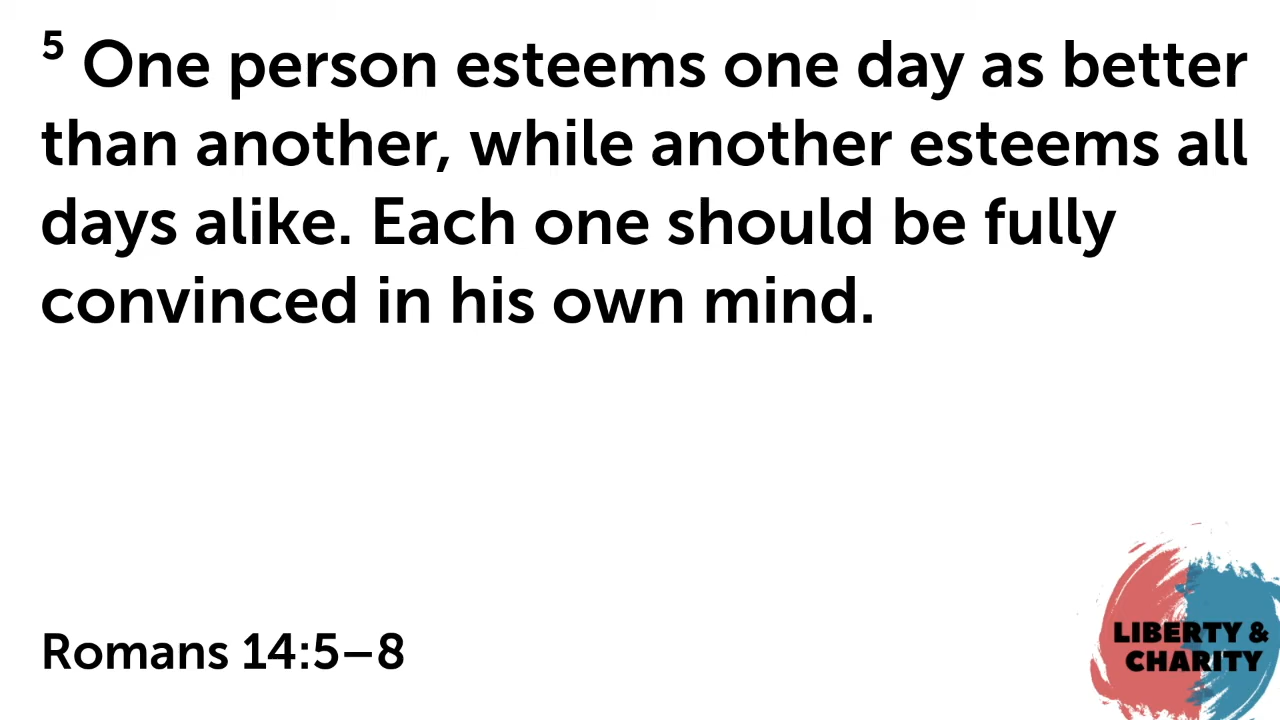 5 One person esteems one day as better
than another, while another esteems all
days alike. Each one should be fully
convinced in his own mind.
Romans 14:5–8
LIBERTY &
CHARITY